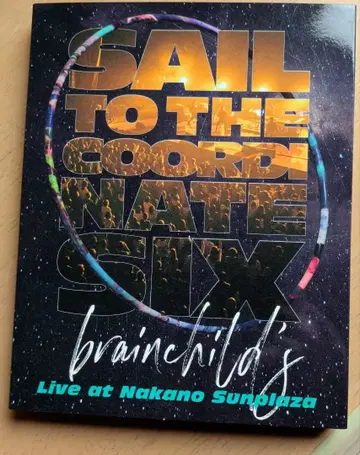 SAIL
TO THE
COORDI
NATE
SIX
brainchild's
Live at Nakano Sunplaza